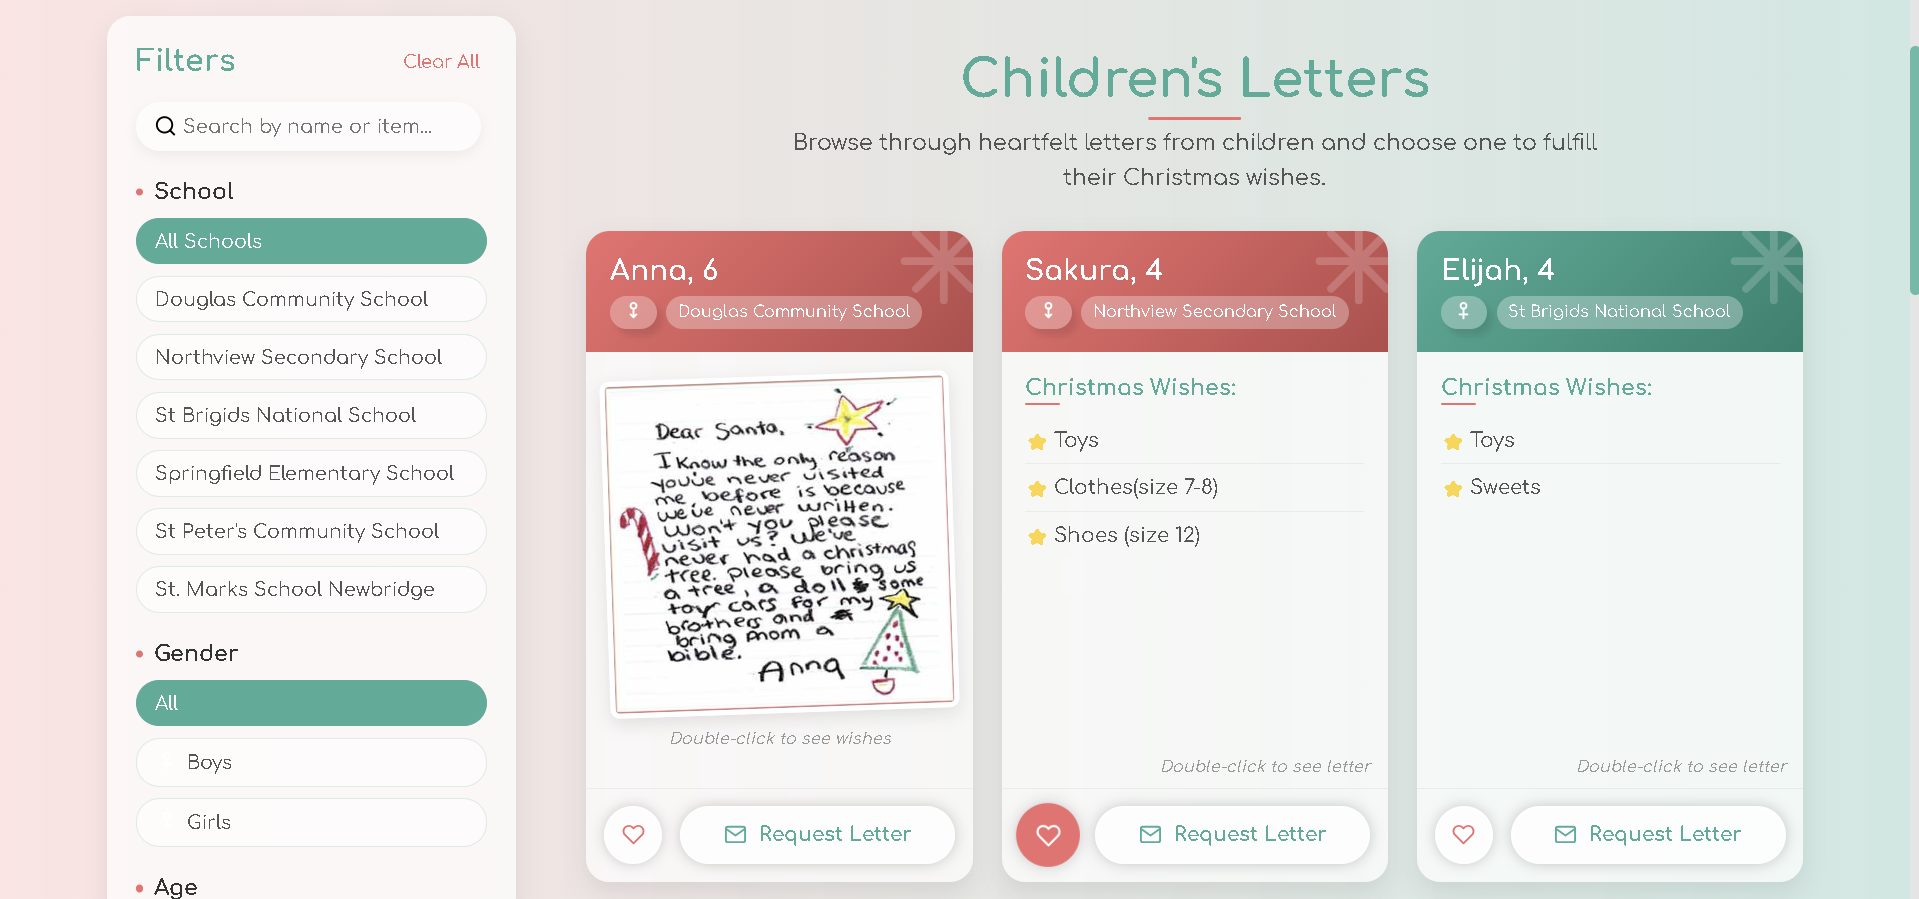 Filters
Clear All
Search by name or item...
School
All Schools
Douglas Community School
Northview Secondary School
St Brigids National School
Springfield Elementary School
St Peter's Community School
St. Marks School Newbridge
Gender
All
Boys
Girls
Age
Children's Letters
Browse through heartfelt letters from children and choose one to fulfill
their Christmas wishes.
Anna, 6
Douglas Community School
Dear Santa,
I Know the only reason
you've never visited
me before is because
we've never written.
Won't you please
visit us? We've
never had a christmas
tree. please bring us
a tree, a doll some
toy cars for my
brothers and
bring mom a
bible.
Anna
Double-click to see wishes
Request Letter
Sakura, 4
Northview Secondary School
Christmas Wishes:
Toys
Clothes(size 7-8)
Shoes (size 12)
Double-click to see letter
Request Letter
Elijah, 4
St Brigids National School
Christmas Wishes:
Toys
Sweets
Double-click to see letter
Request Letter